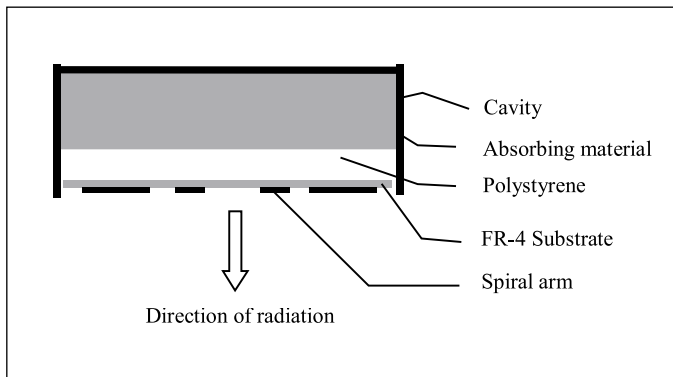 Cavity
Absorbing material
Polystyrene
FR-4 Substrate
Spiral arm
Direction of radiation